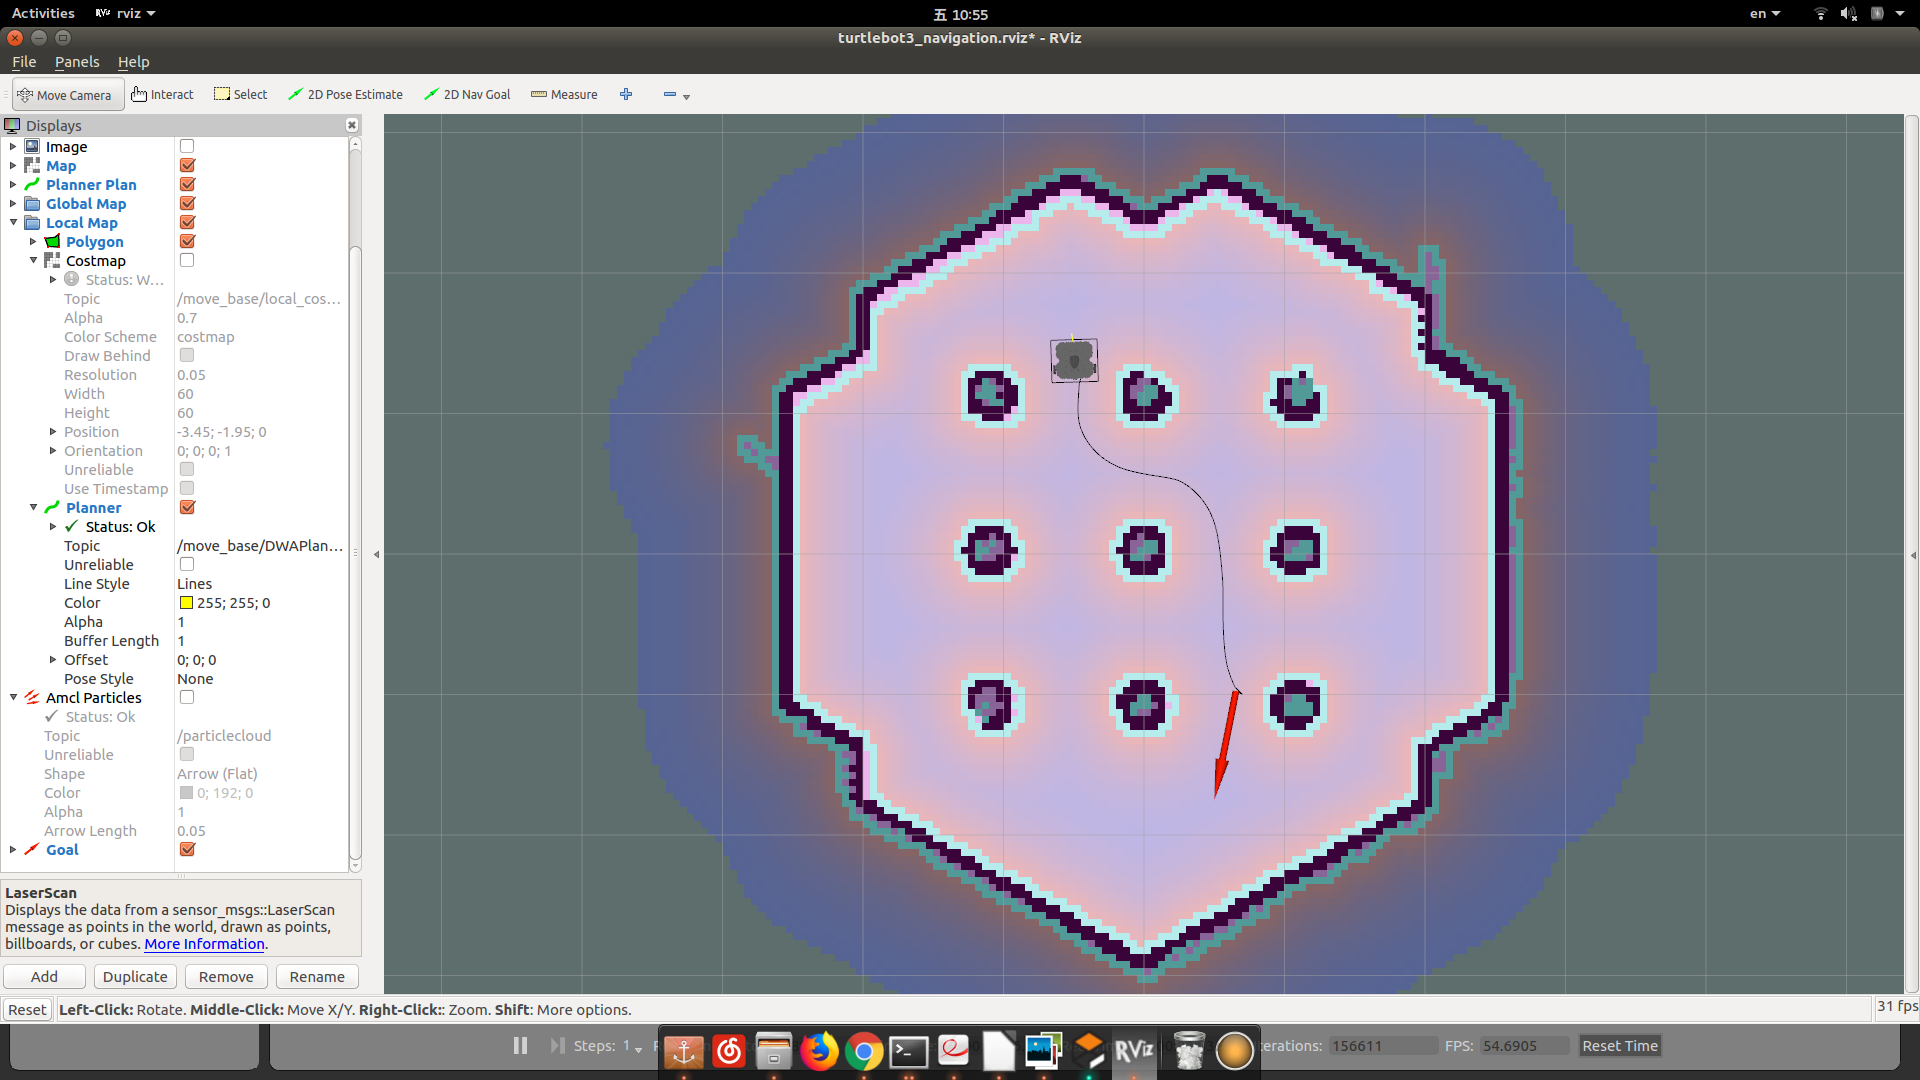 Activities
RViz rviz
五 10:55
en
turtlebot3_navigation.rviz* - RViz
File Panels Help
Move Camera Interact Select 2D Pose Estimate 2D Nav Goal Measure
Displays
Image
Map
Planner Plan
Global Map
Local Map
Polygon
Costmap
Status: W...
Topic /move_base/local_cos...
Alpha 0.7
Color Scheme costmap
Draw Behind
Resolution 0.05
Width 60
Height 60
Position -3.45; -1.95; 0
Orientation 0; 0; 0; 1
Unreliable
Use Timestamp
Planner
Status: Ok
Topic /move_base/DWAPlan...
Unreliable
Line Style Lines
Color 255; 255; 0
Alpha 1
Buffer Length 1
Offset 0; 0; 0
Pose Style None
Amcl Particles
Status: Ok
Topic /particlecloud
Unreliable
Shape Arrow (Flat)
Color 0; 192; 0
Alpha 1
Arrow Length 0.05
Goal
LaserScan
Displays the data from a sensor_msgs::LaserScan
message as points in the world, drawn as points,
billboards, or cubes. More Information.
Add Duplicate Remove Rename
Reset
Left-Click: Rotate. Middle-Click: Move X/Y. Right-Click:: Zoom. Shift: More options.
31 fps
Steps: 1
RViz
terations: 156611 FPS: 54.6905 Reset Time